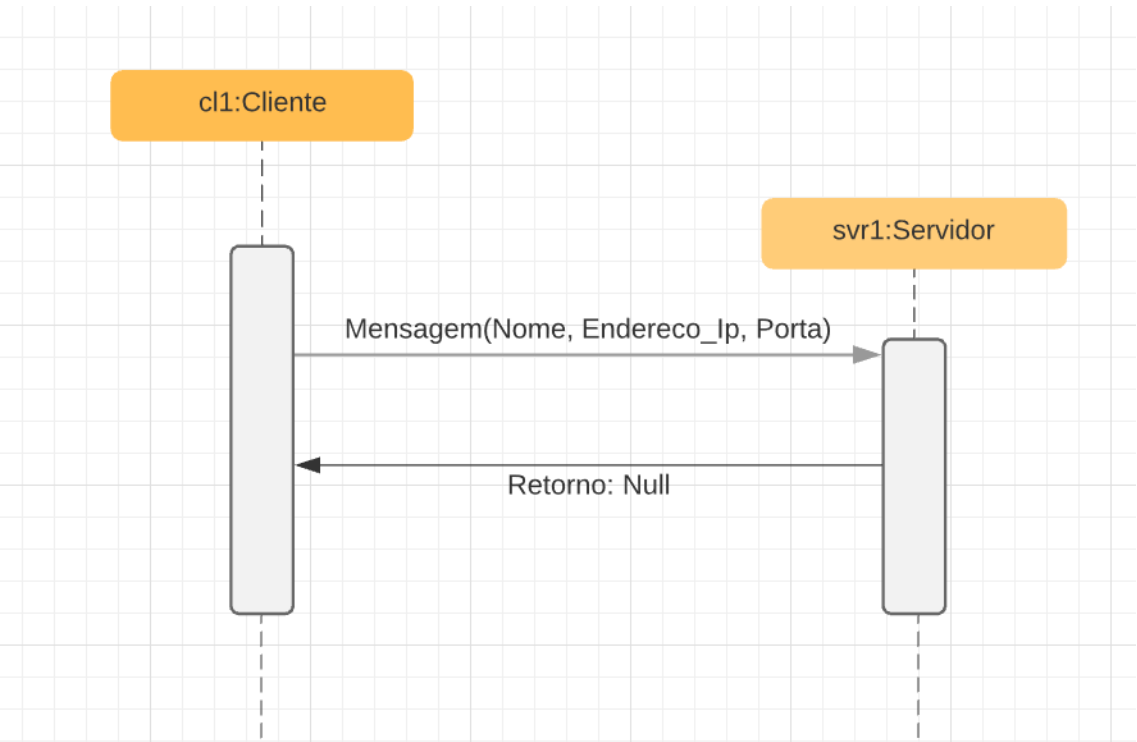 cl1:Cliente
svr1:Servidor
Mensagem(Nome, Endereco_Ip, Porta)
Retorno: Null